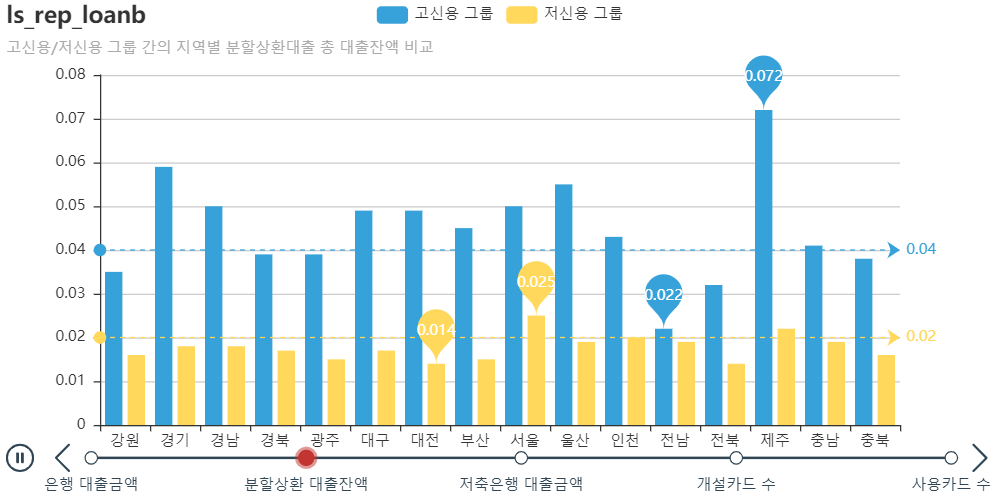 ls_rep_loanb
고신용 그룹 저신용 그룹
고신용/저신용 그룹 간의 지역별 분할상환대출 총 대출잔액 비교
0.08
0.072
0.07
0.06
0.05
0.04 0.04
0.025
0.03 0.022
0.014
0.02 0.02
0.01
0
강원 경기 경남 경북 광주 대구 대전 부산 서울 울산 인천 전남 전북 제주 충남 충북
은행 대출금액 분할상환 대출잔액 저축은행 대출금액 개설카드 수 사용카드 수